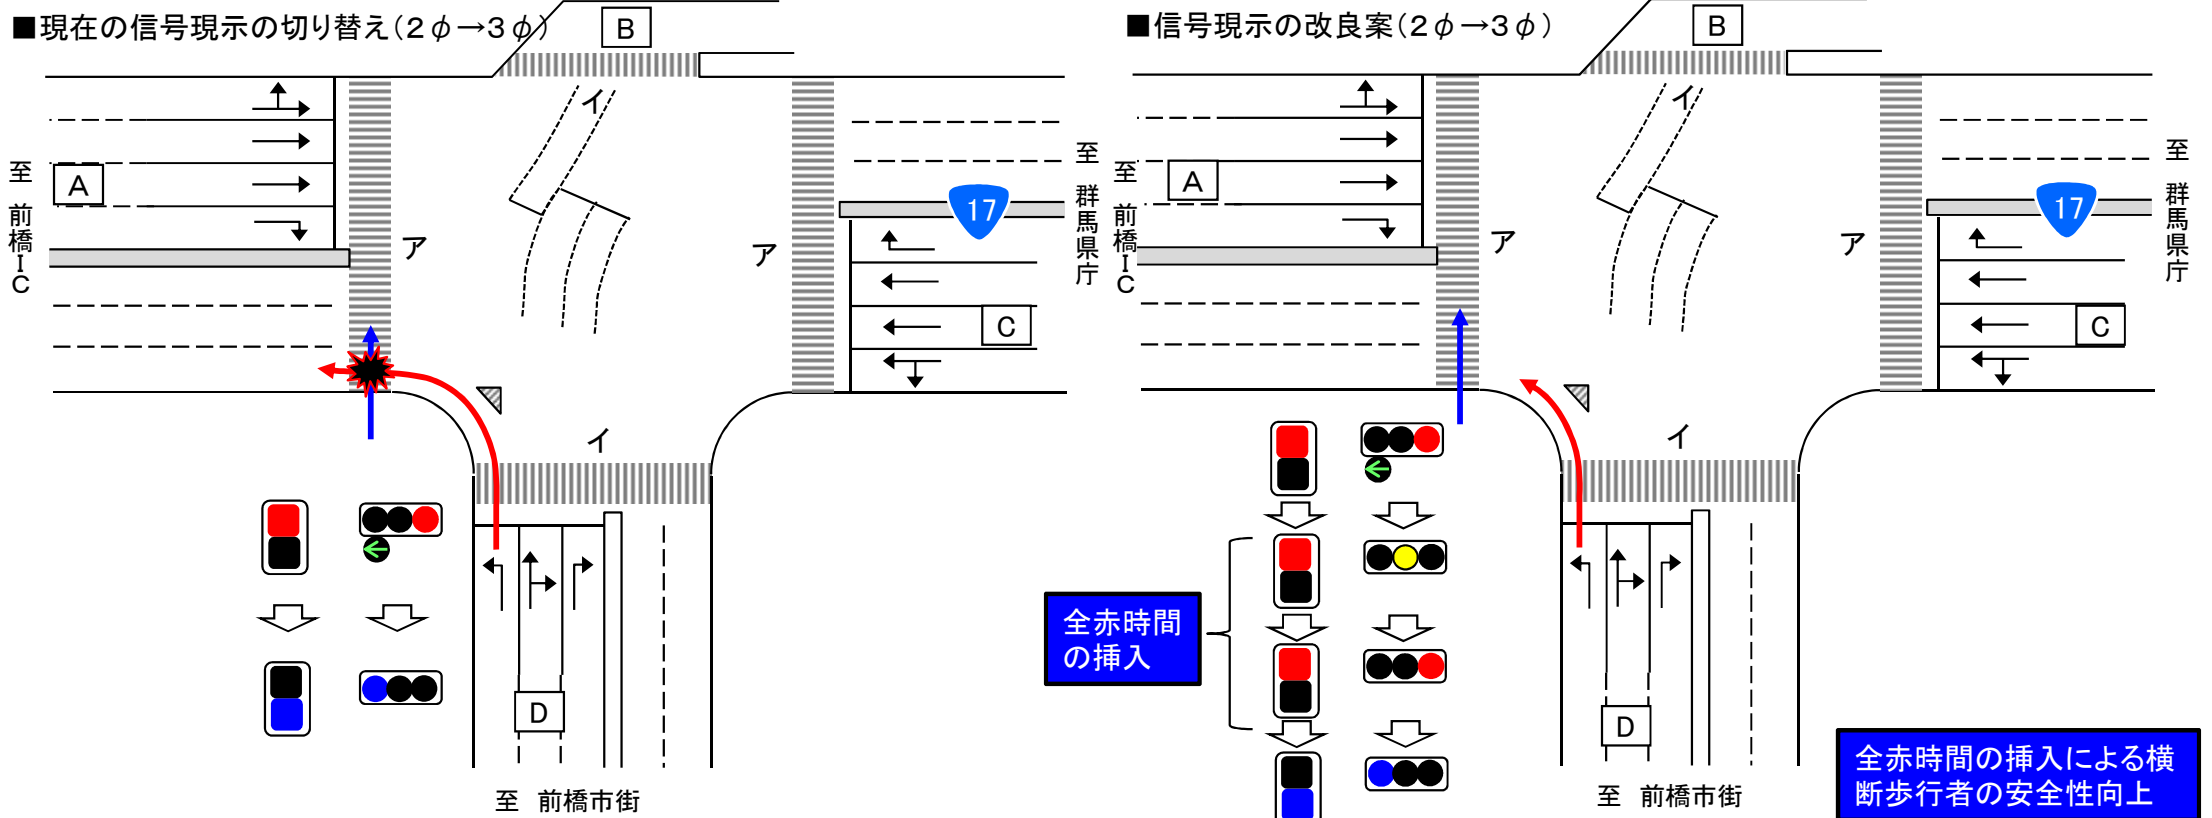 ■現在の信号現示の切り替え(2φ→3φ)
B
イ
至 前橋IC
A
ア
ア
17
至 群馬県庁
C
イ
D
至 前橋市街
■信号現示の改良案(2φ→3φ)
B
イ
至 前橋IC
A
ア
ア
17
至 群馬県庁
C
イ
全赤時間
の挿入
D
至 前橋市街
全赤時間の挿入による横
断歩行者の安全性向上